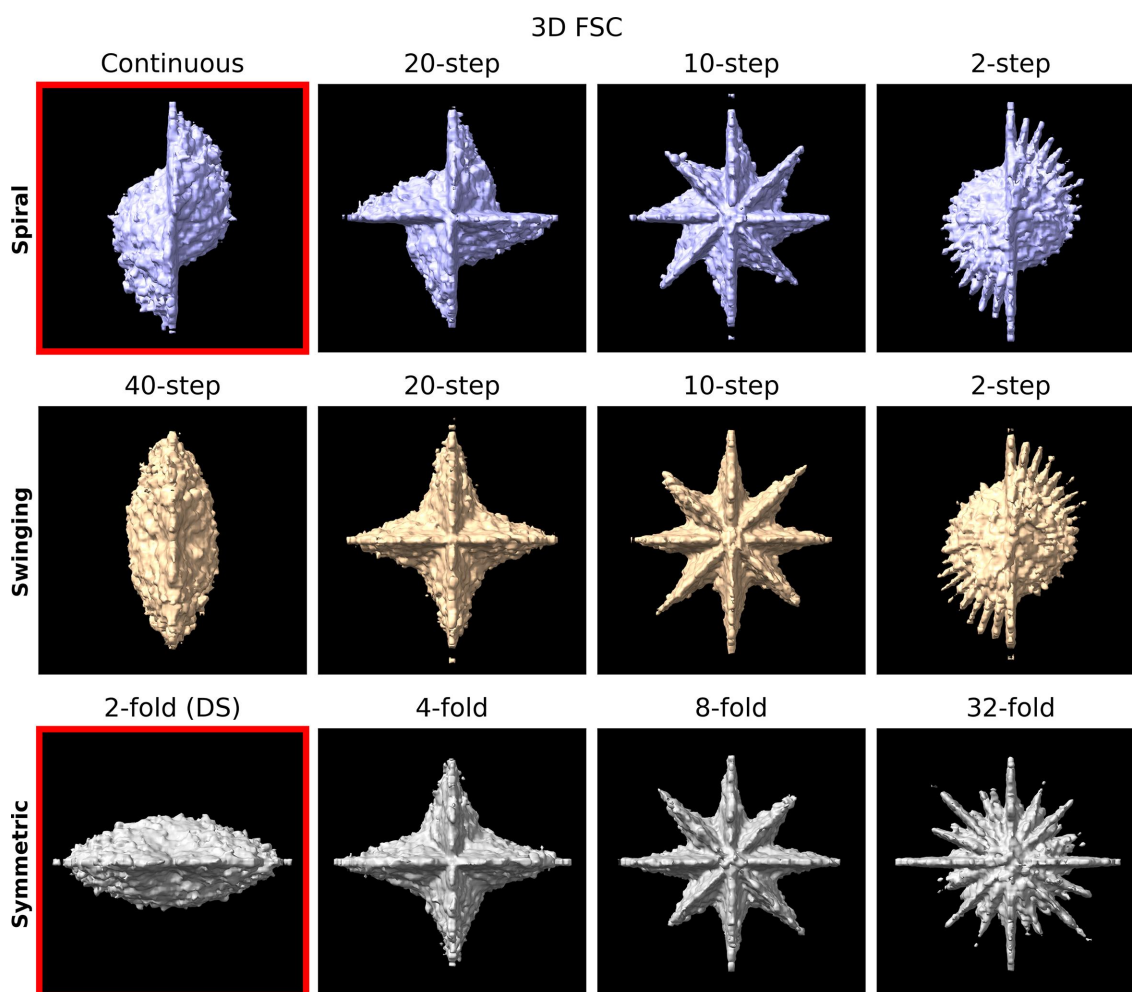 3D FSC
Continuous 20-step 10-step 2-step
Spiral
40-step 20-step 10-step 2-step
Swinging
2-fold (DS) 4-fold 8-fold 32-fold
Symmetric